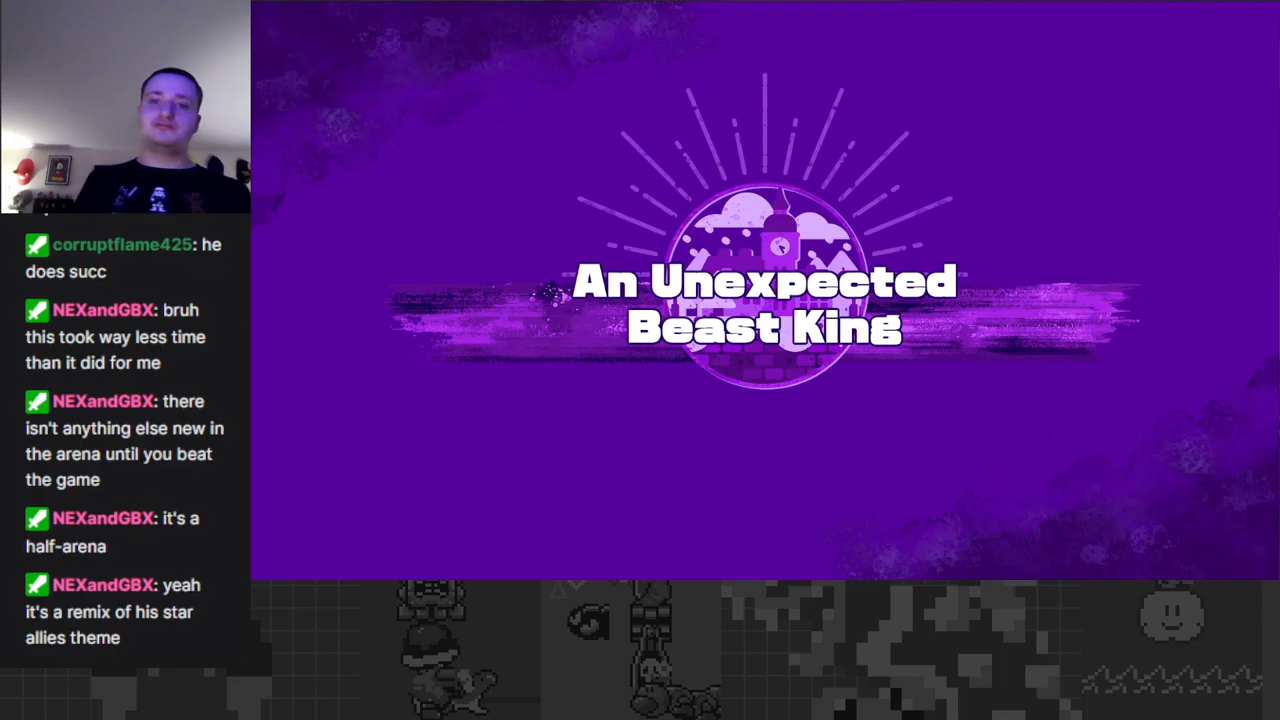 corruptflame425: he
does succ
NEXandGBX: bruh
this took way less time
than it did for me
NEXandGBX: there
isn't anything else new in
the arena until you beat
the game
NEXandGBX: it's a
half-arena
NEXandGBX: yeah
it's a remix of his star
allies theme
An Unexpected
Beast King